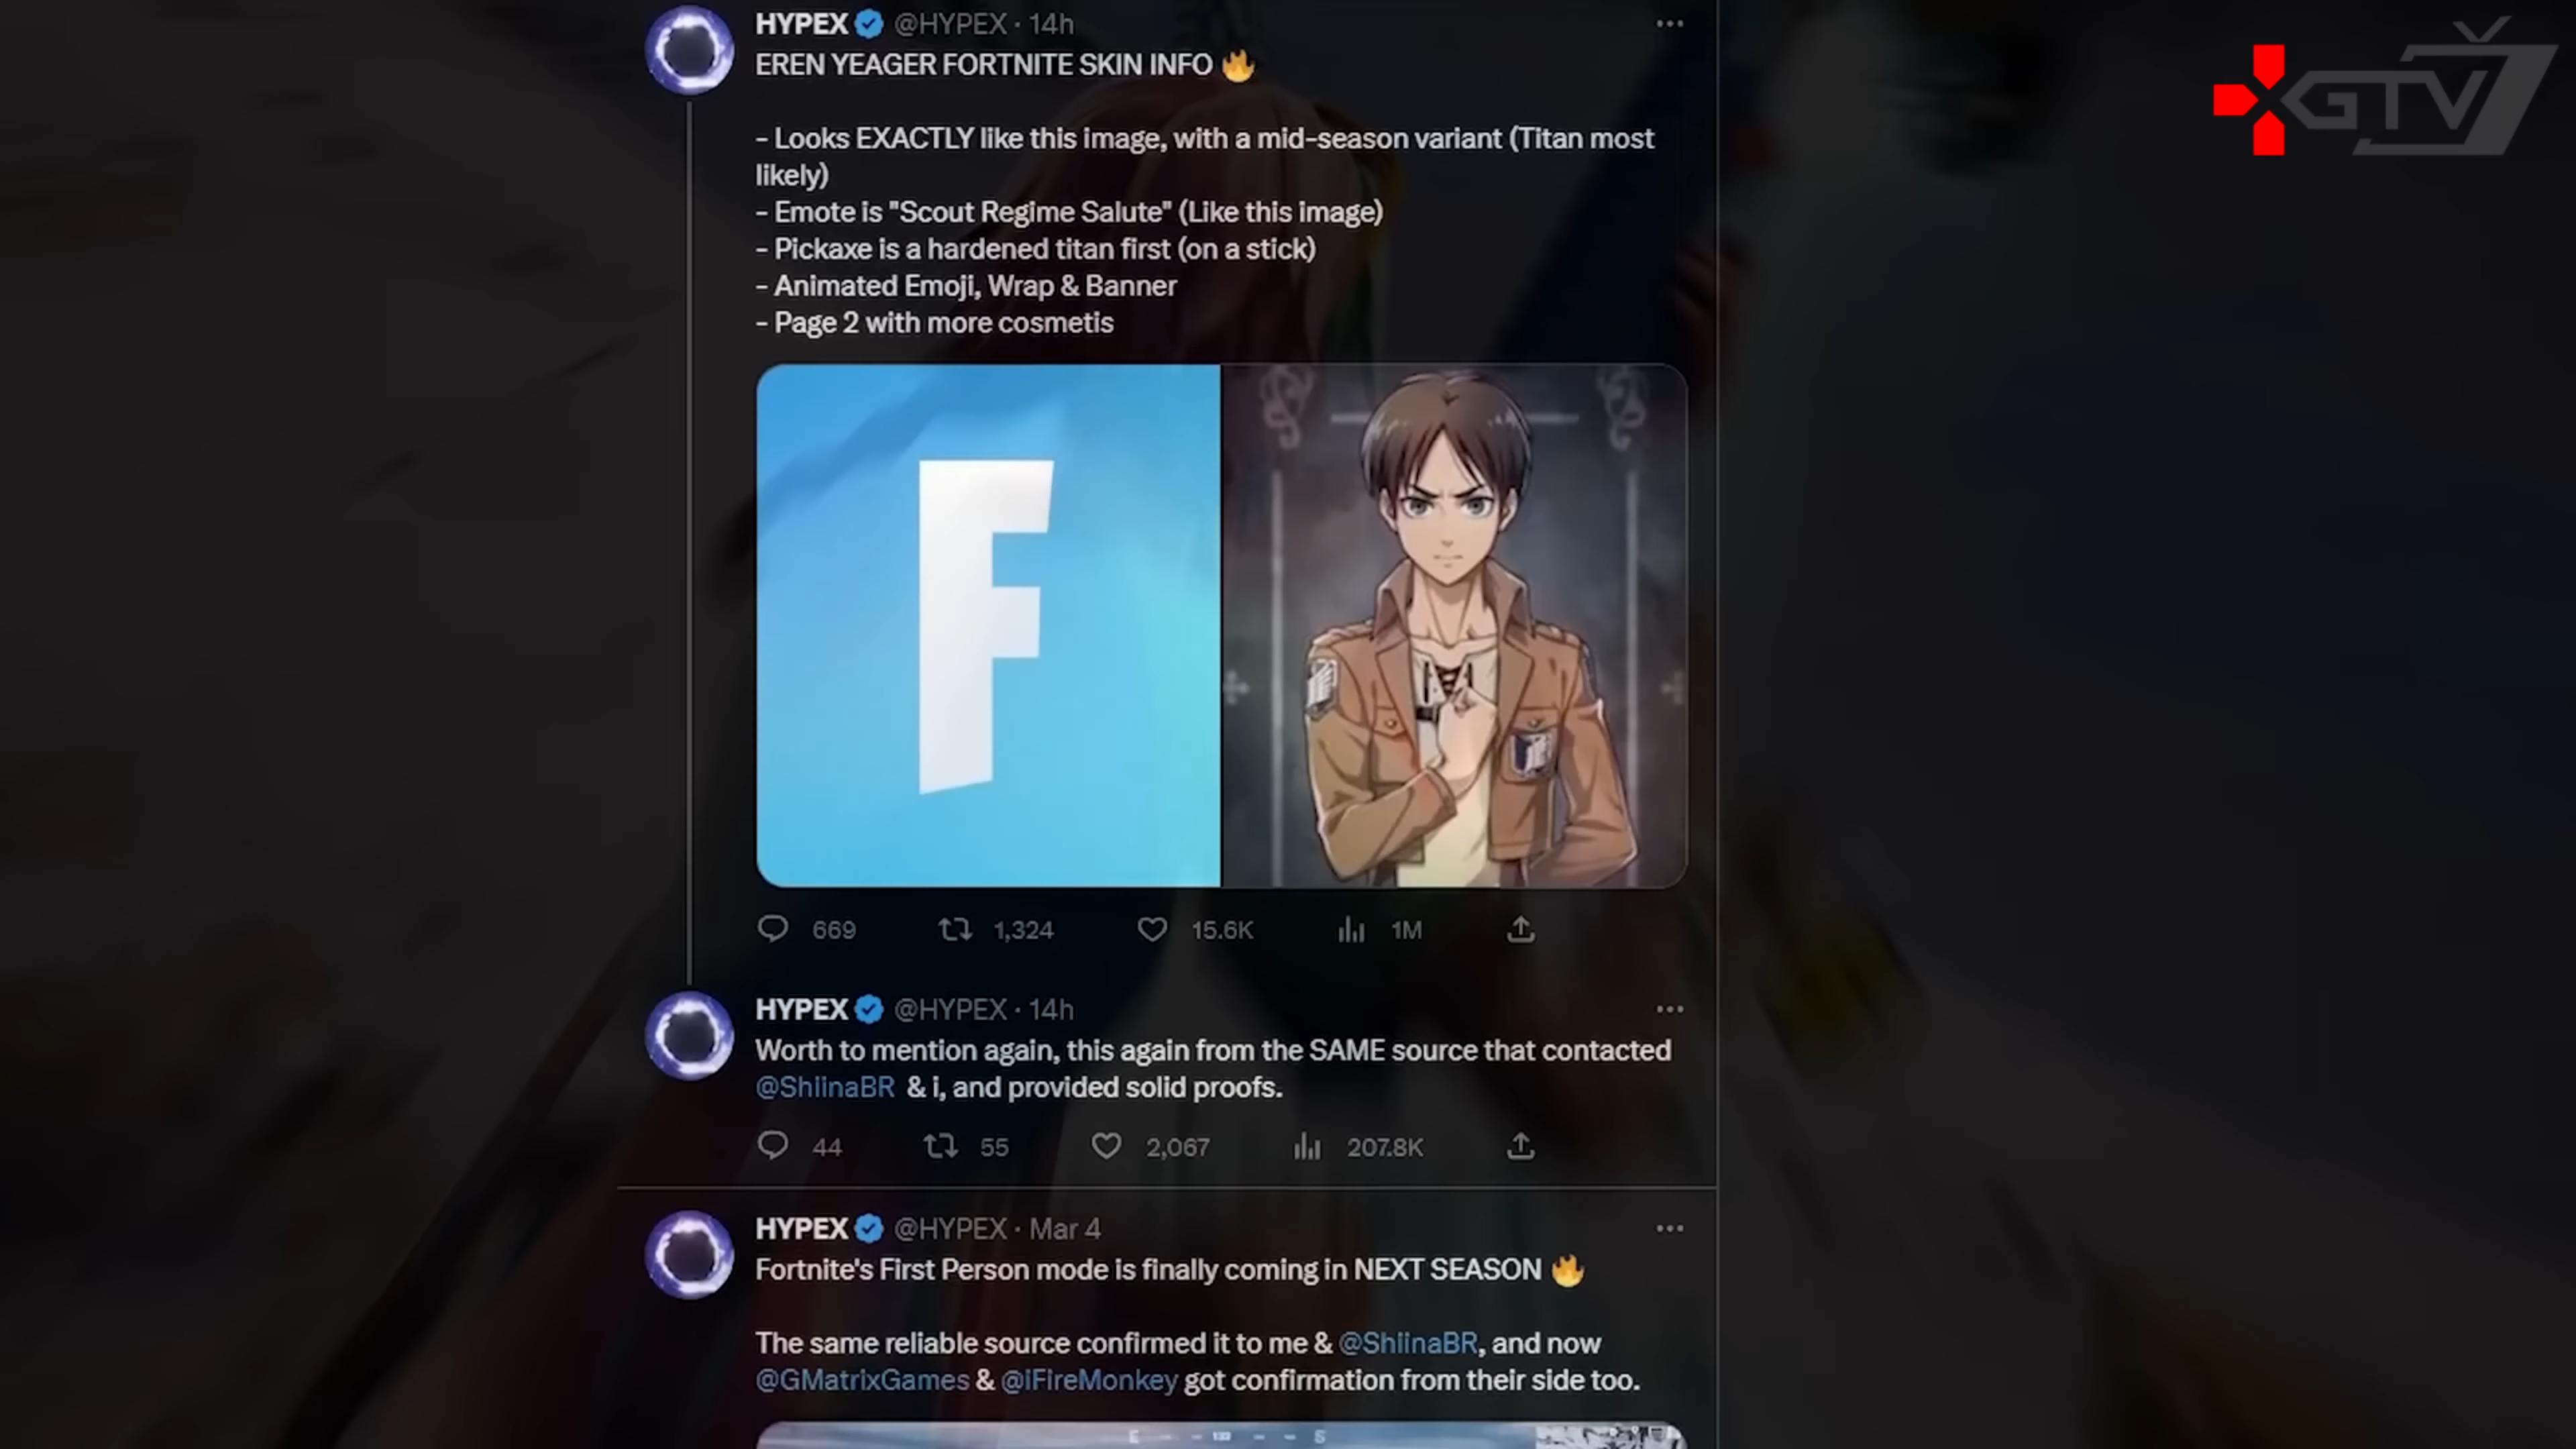 HYPEX @HYPEX · 14h
EREN YEAGER FORTNITE SKIN INFO 🔥
- Looks EXACTLY like this image, with a mid-season variant (Titan most
likely)
- Emote is "Scout Regime Salute" (Like this image)
- Pickaxe is a hardened titan first (on a stick)
- Animated Emoji, Wrap & Banner
- Page 2 with more cosmetis
F
669 1,324 15.6K 1M
HYPEX @HYPEX · 14h
Worth to mention again, this again from the SAME source that contacted
@ShiinaBR & i, and provided solid proofs.
44 55 2,067 207.8K
HYPEX @HYPEX · Mar 4
Fortnite's First Person mode is finally coming in NEXT SEASON 🔥
The same reliable source confirmed it to me & @ShiinaBR, and now
@GMatrixGames & @iFireMonkey got confirmation from their side too.
GTV